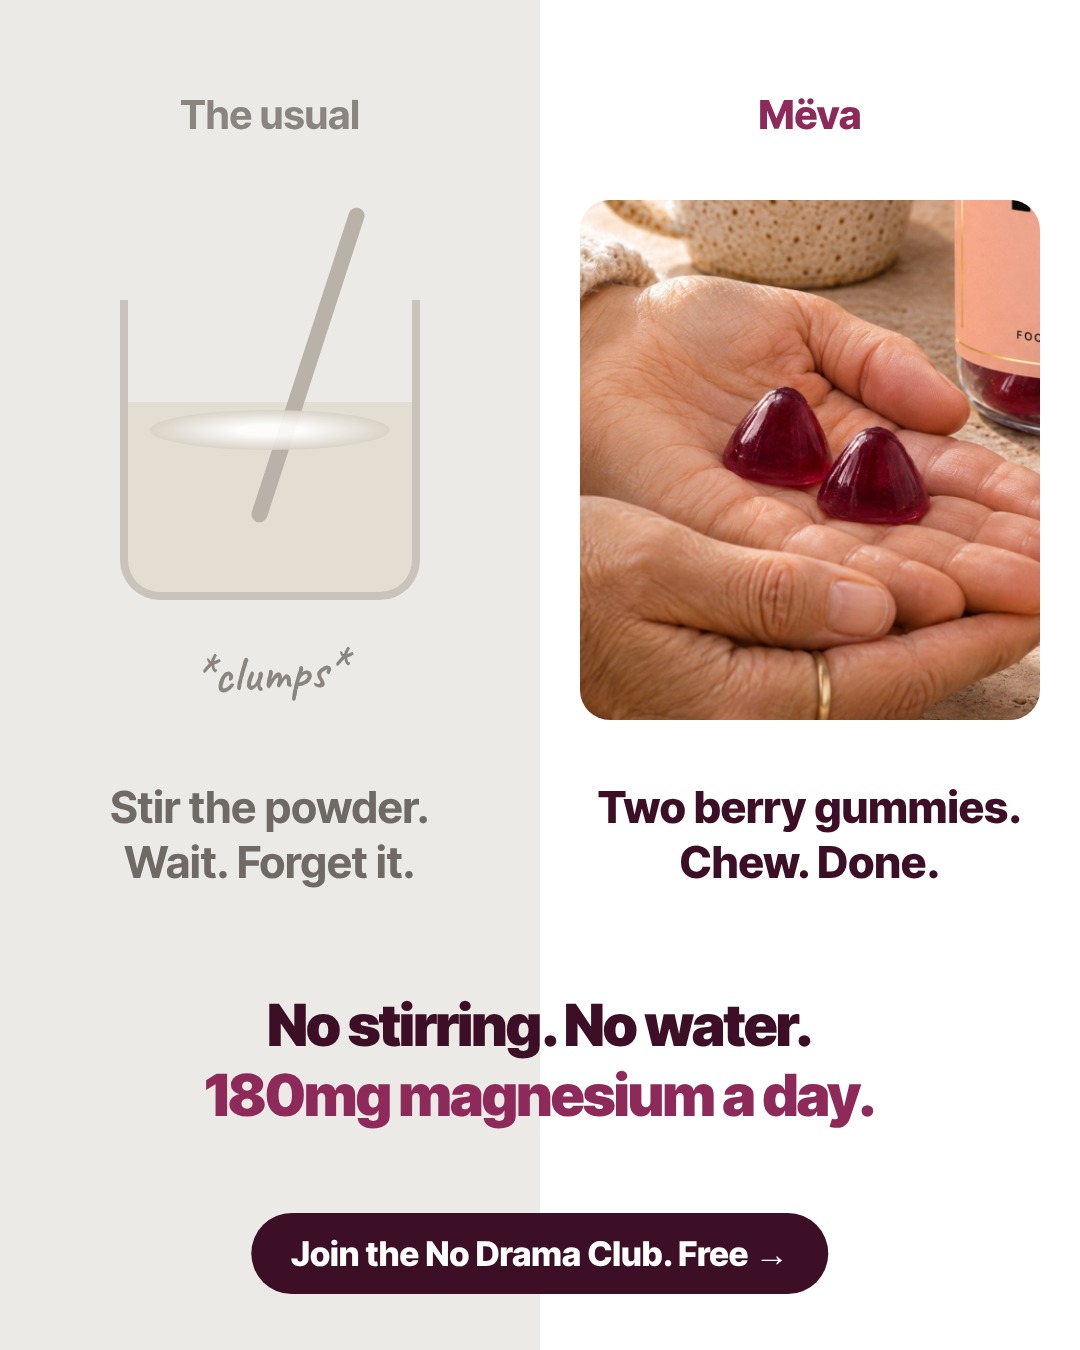 The usual
*clumps*
Stir the powder.
Wait. Forget it.
Mëva
Two berry gummies.
Chew. Done.
No stirring. No water.
180mg magnesium a day.
Join the No Drama Club. Free →